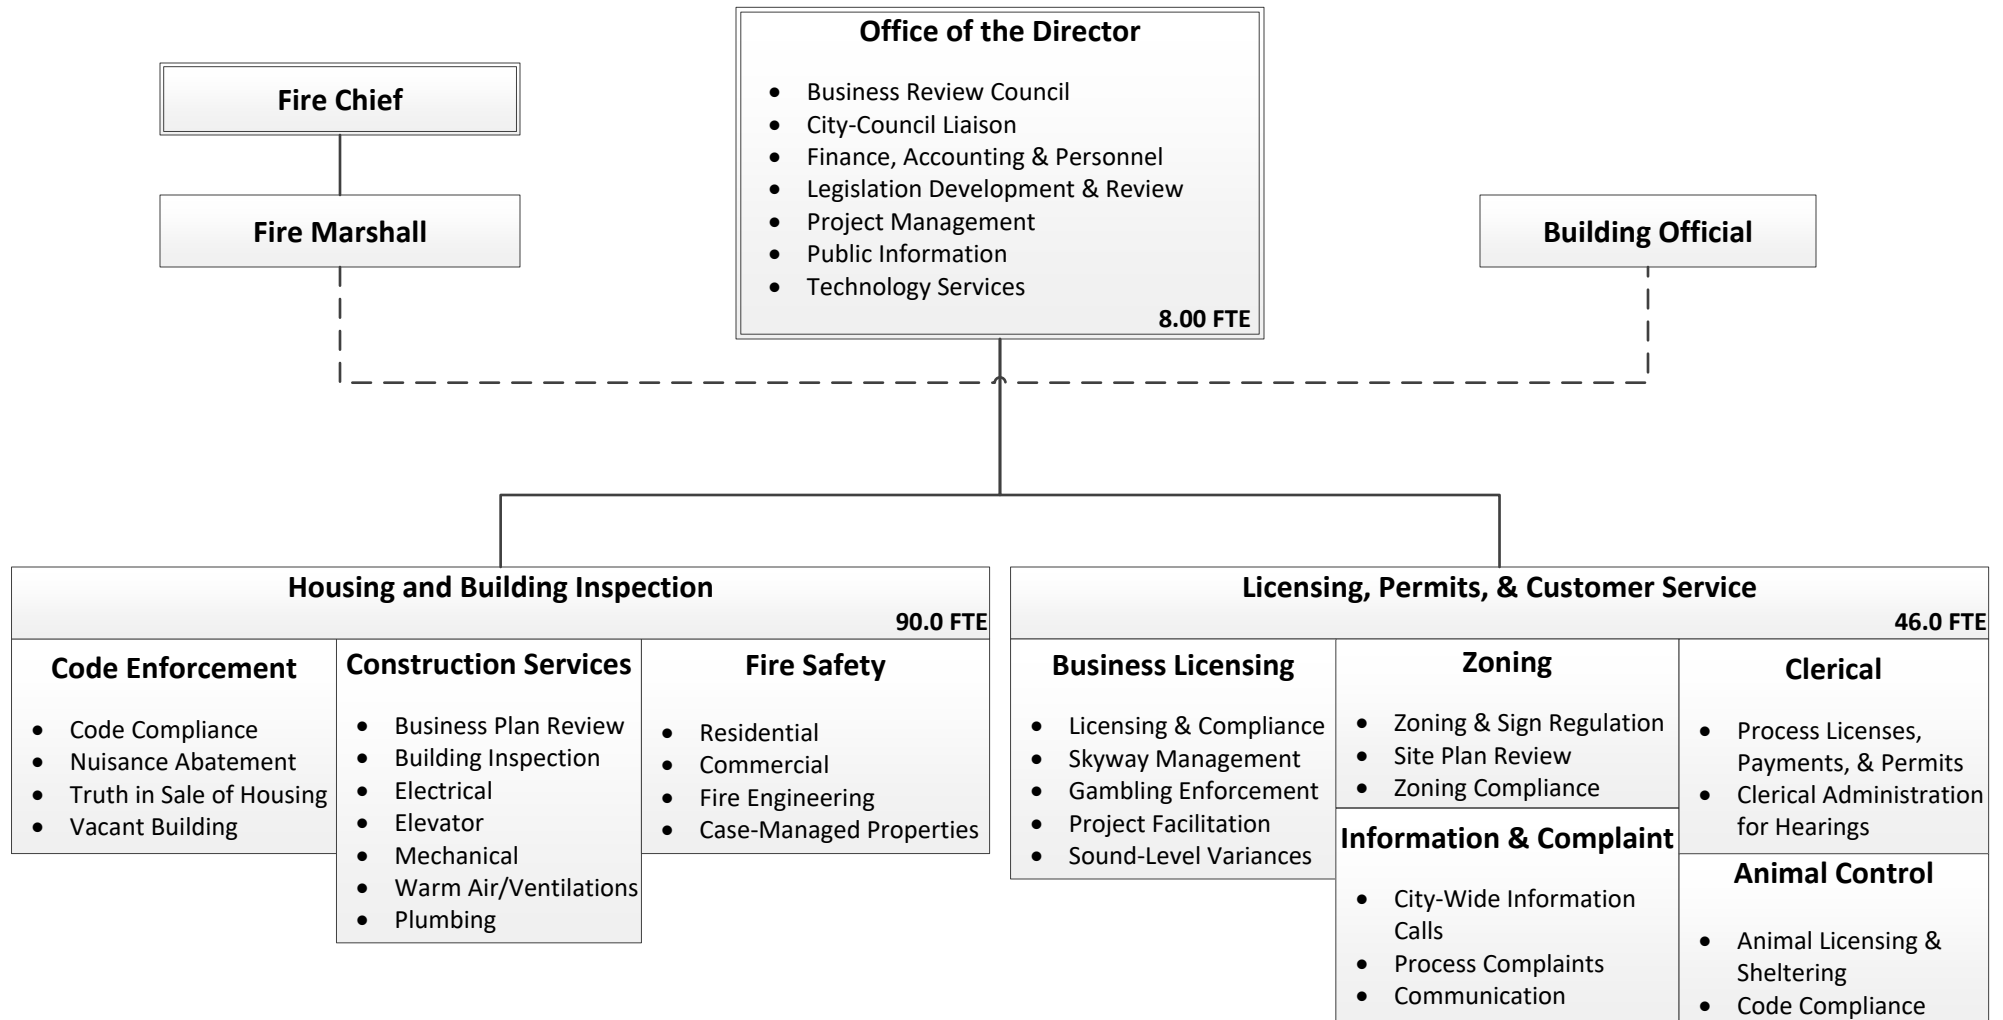 Office of the Director
• Business Review Council
• City-Council Liaison
• Finance, Accounting & Personnel
• Legislation Development & Review
• Project Management
• Public Information
• Technology Services
8.00 FTE
Fire Chief
Fire Marshall
Building Official
Housing and Building Inspection
90.0 FTE
Code Enforcement
• Code Compliance
• Nuisance Abatement
• Truth in Sale of Housing
• Vacant Building
Construction Services
• Business Plan Review
• Building Inspection
• Electrical
• Elevator
• Mechanical
• Warm Air/Ventilations
• Plumbing
Fire Safety
• Residential
• Commercial
• Fire Engineering
• Case-Managed Properties
Licensing, Permits, & Customer Service
46.0 FTE
Business Licensing
• Licensing & Compliance
• Skyway Management
• Gambling Enforcement
• Project Facilitation
• Sound-Level Variances
Zoning
• Zoning & Sign Regulation
• Site Plan Review
• Zoning Compliance
Information & Complaint
• City-Wide Information
Calls
• Process Complaints
• Communication
Clerical
• Process Licenses,
Payments, & Permits
• Clerical Administration
for Hearings
Animal Control
• Animal Licensing &
Sheltering
• Code Compliance